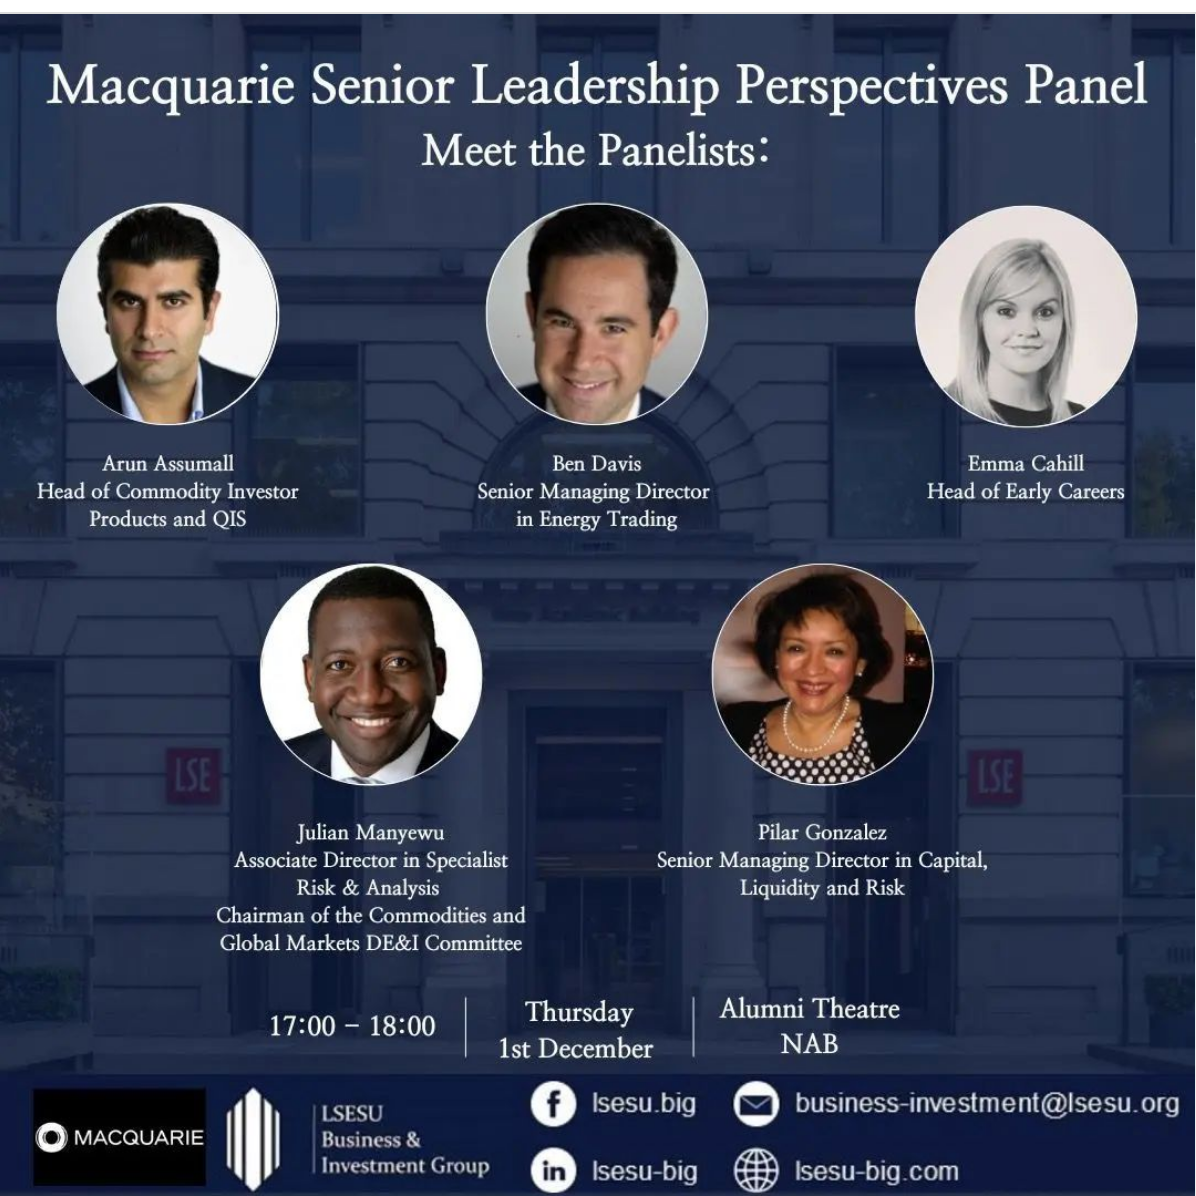 Macquarie Senior Leadership Perspectives Panel
Meet the Panelists:
Arun Assumall
Head of Commodity Investor
Products and QIS
Ben Davis
Senior Managing Director
in Energy Trading
Emma Cahill
Head of Early Careers
LSE
LSE
Julian Manyewu
Associate Director in Specialist
Risk & Analysis
Chairman of the Commodities and
Global Markets DE&I Committee
Pilar Gonzalez
Senior Managing Director in Capital,
Liquidity and Risk
17:00 – 18:00
Thursday
1st December
Alumni Theatre
NAB
MACQUARIE
LSESU
Business &
Investment Group
f lsesu.big
in lsesu-big
business-investment@lsesu.org
lsesu-big.com